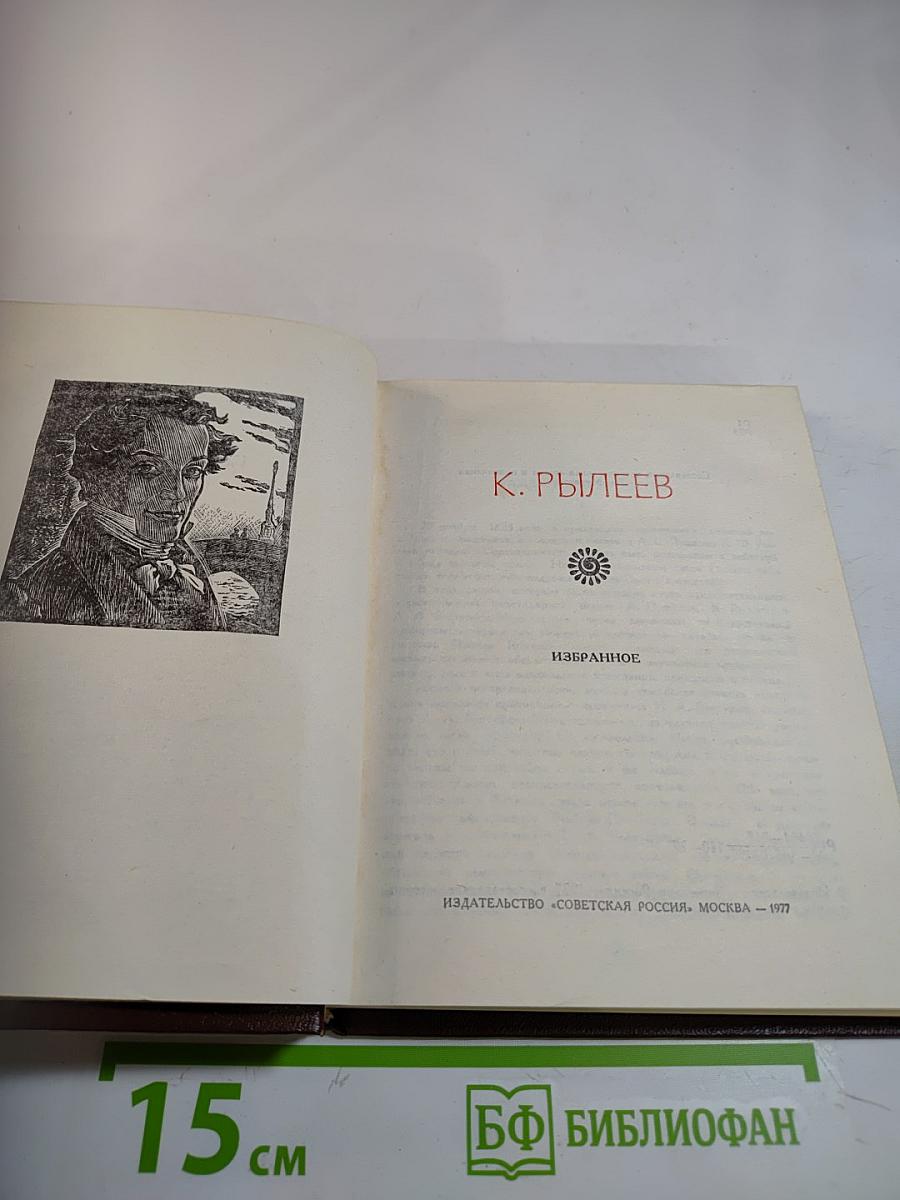 К. РЫЛЕЕВ
ИЗБРАННОЕ
ИЗДАТЕЛЬСТВО «СОВЕТСКАЯ РОССИЯ» МОСКВА — 1977
15 см
БФ БИБЛИОФАН